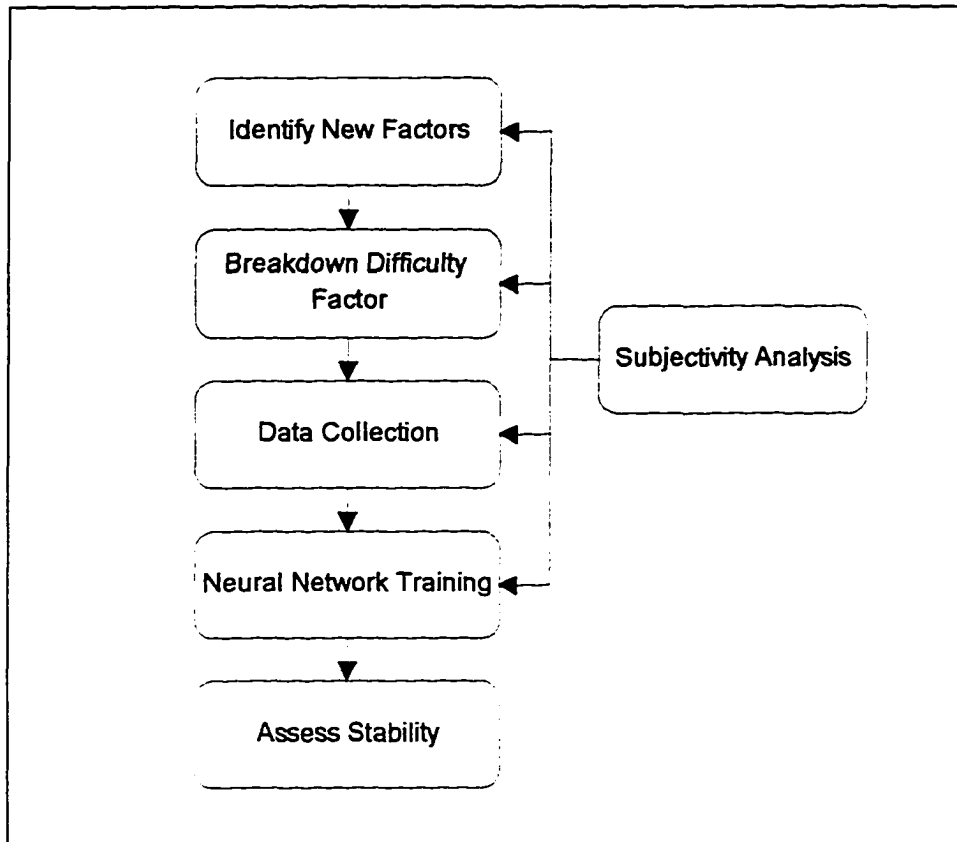 Identify New Factors
Breakdown Difficulty
Factor
Subjectivity Analysis
Data Collection
Neural Network Training
Assess Stability